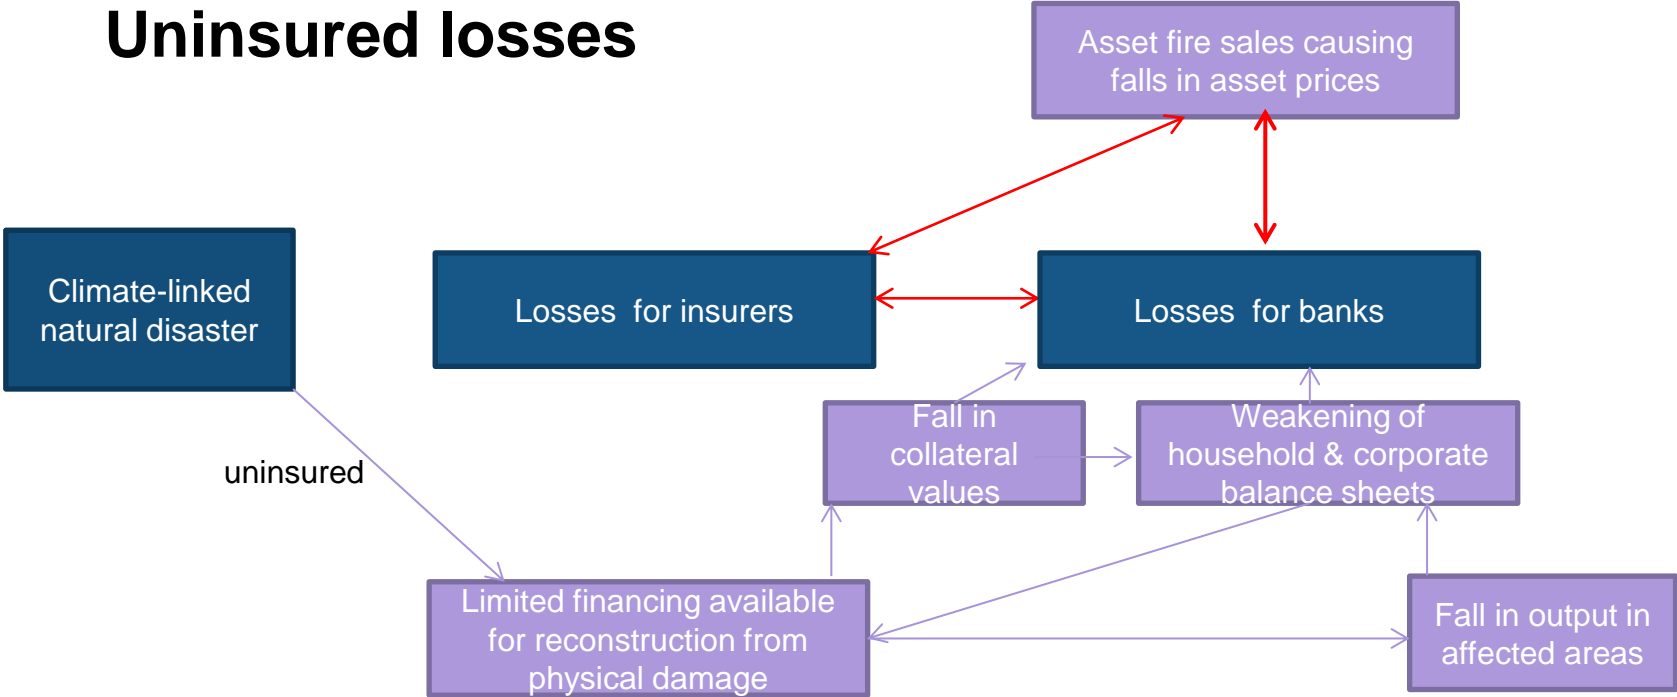 Uninsured losses
Asset fire sales causing
falls in asset prices
Climate-linked
natural disaster
Losses for insurers
Losses for banks
Fall in
collateral
values
Weakening of
household & corporate
balance sheets
uninsured
Limited financing available
for reconstruction from
physical damage
Fall in output in
affected areas